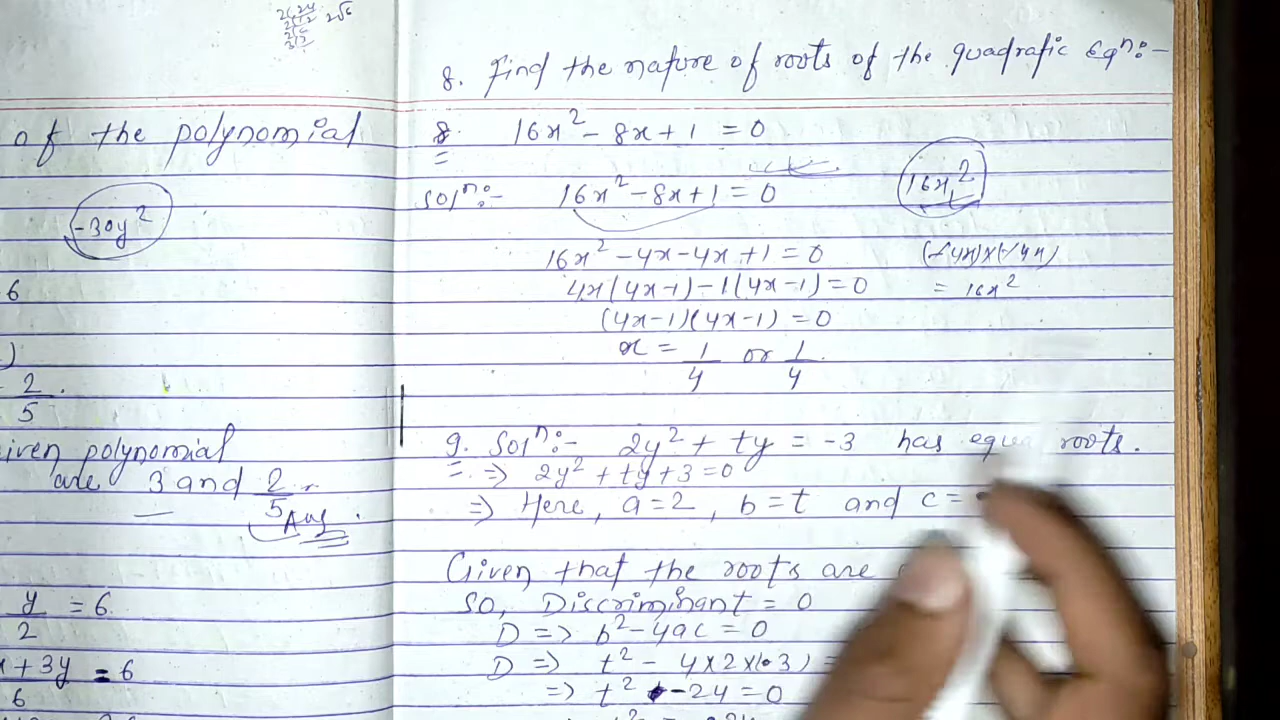 2√6
of the polynomial
-30y²
6
)
2/5
iven polynomial
are 3 and 2/5
Ans
y/2 = 6
x + 3y = 6
6
8. Find the nature of roots of the quadratic Eqⁿ:-
8. 16x² - 8x + 1 = 0
Solⁿ:- 16x² - 8x + 1 = 0
16x²
16x² - 4x - 4x + 1 = 0 (-4x)x(-4x)
4x(4x-1) - 1(4x-1) = 0 = 16x²
(4x-1)(4x-1) = 0
x = 1/4 or 1/4
9. Solⁿ:- 2y² + ty = -3 has roots.
⇒ 2y² + ty + 3 = 0
⇒ Here, a = 2, b = t and c =
Given that the roots are
So, Discriminant = 0
D ⇒ b² - 4ac = 0
D ⇒ t² - 4x2x(3) =
⇒ t² - 24 = 0